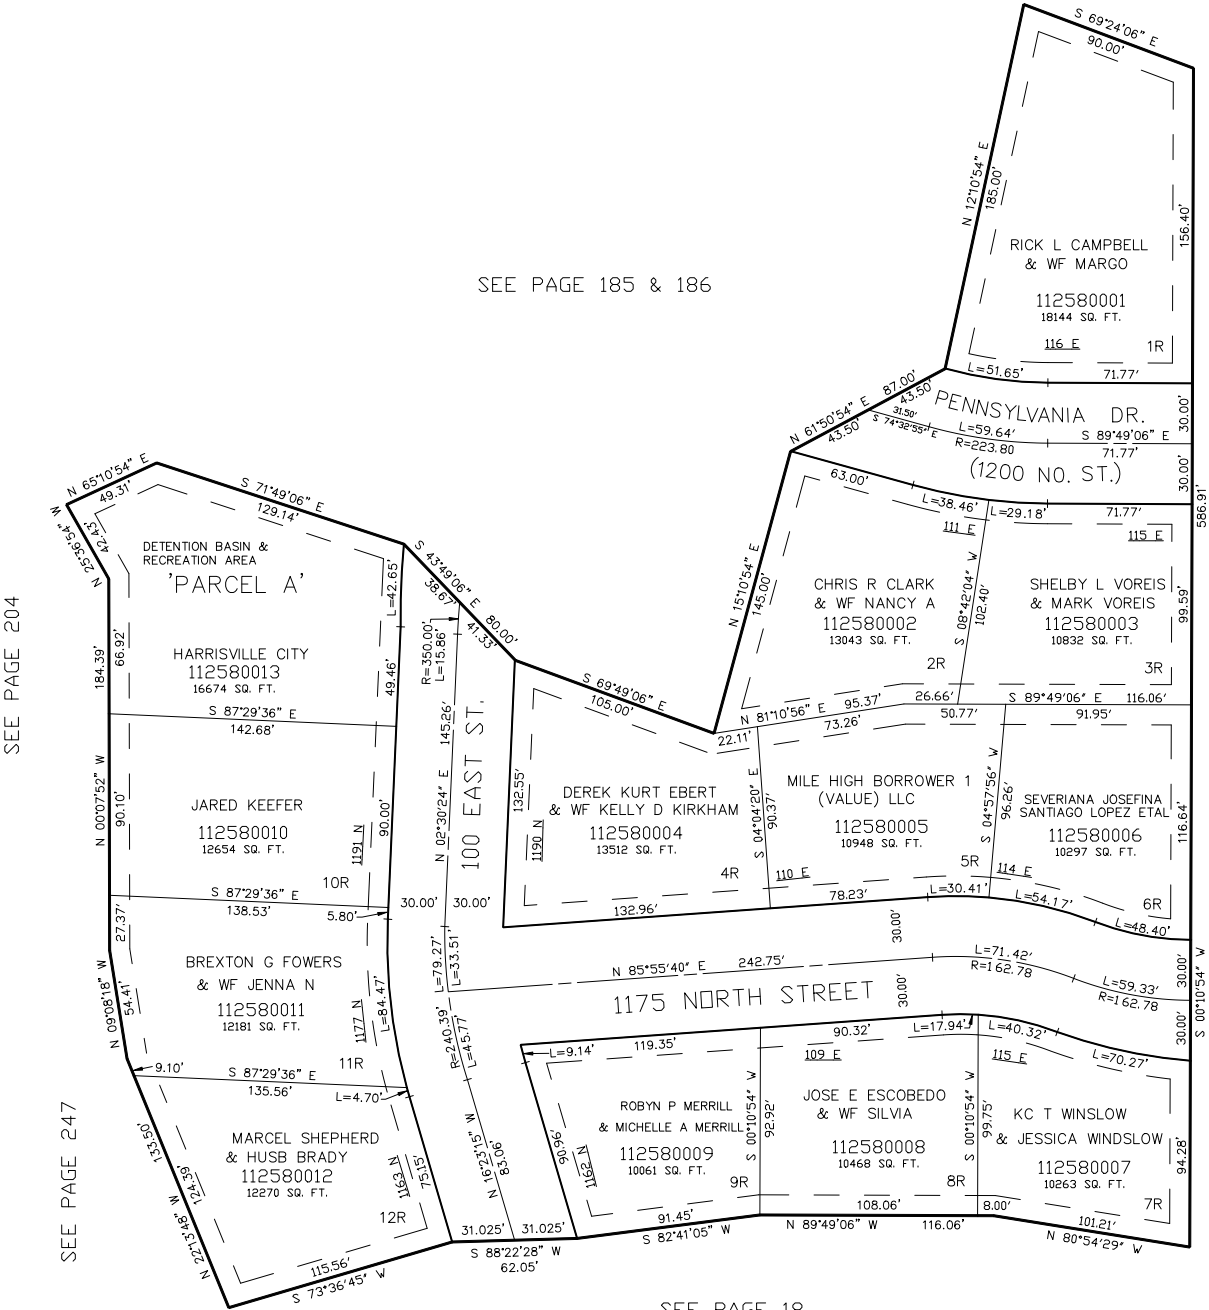 S 69°24'06" E
90.00'
N 12°10'54" E
185.00'
156.40'
RICK L CAMPBELL
& WF MARGO
112580001
18144 SQ. FT.
116 E
1R
SEE PAGE 185 & 186
L=51.65'
71.77'
87.00'
43.50'
N 61°50'54" E
43.50'
PENNSYLVANIA DR.
30.00'
31.50'
S 74°32'55" E
L=59.64'
R=223.80
S 89°49'06" E
71.77'
(1200 NO. ST.)
30.00'
586.91'
63.00'
L=38.46'
L=29.18'
71.77'
111 E
115 E
N 15°10'54" E
145.00'
CHRIS R CLARK
& WF NANCY A
112580002
13043 SQ. FT.
2R
S 08°42'04" W
102.40'
SHELBY L VOREIS
& MARK VOREIS
112580003
10832 SQ. FT.
3R
99.59'
N 65°10'54" E
49.31'
S 71°49'06" E
129.14'
N 25°36'54" W
42.43'
DETENTION BASIN &
RECREATION AREA
'PARCEL A'
L=42.65'
S 43°49'06" E
38.67'
80.00'
41.33'
R=350.00'
L=15.86'
SEE PAGE 204
184.39'
66.92'
HARRISVILLE CITY
112580013
16674 SQ. FT.
49.46'
S 87°29'36" E
142.68'
145.26'
100 EAST ST.
S 69°49'06" E
105.00'
22.11'
N 81°10'56" E
95.37'
73.26'
26.66'
50.77'
S 89°49'06" E
116.06'
91.95'
N 00°07'52" W
90.10'
JARED KEEFER
112580010
12654 SQ. FT.
1191 N
90.00'
10R
N 02°30'24" E
132.55'
1190 N
DEREK KURT EBERT
& WF KELLY D KIRKHAM
112580004
13512 SQ. FT.
4R
S 04°04'20" E
90.37'
MILE HIGH BORROWER 1
(VALUE) LLC
112580005
10948 SQ. FT.
5R
110 E
S 04°57'56" W
96.26'
SEVERIANA JOSEFINA
SANTIAGO LOPEZ ETAL
112580006
10297 SQ. FT.
114 E
6R
116.64'
S 87°29'36" E
138.53'
5.80'
30.00'
30.00'
132.96'
78.23'
L=30.41'
L=54.17'
L=48.40'
27.37'
BREXTON G FOWERS
& WF JENNA N
112580011
12181 SQ. FT.
1177 N
L=84.47'
11R
N 09°08'18" W
54.41'
L=79.27'
L=33.51'
R=240.39'
L=45.77'
N 85°55'40" E
242.75'
30.00'
30.00'
1175 NORTH STREET
L=71.42'
R=162.78
L=59.33'
R=162.78
30.00'
30.00'
S 00°10'54" W
9.10'
S 87°29'36" E
135.56'
L=4.70'
L=9.14'
119.35'
90.32'
L=17.94'
L=40.32'
L=70.27'
109 E
115 E
SEE PAGE 247
133.50'
124.39'
N 22°13'48" W
MARCEL SHEPHERD
& HUSB BRADY
112580012
12270 SQ. FT.
1163 N
75.15'
12R
N 16°23'15" W
83.06'
90.96'
1162 N
ROBYN P MERRILL
& MICHELLE A MERRILL
112580009
10061 SQ. FT.
9R
S 00°10'54" W
92.92'
JOSE E ESCOBEDO
& WF SILVIA
112580008
10468 SQ. FT.
8R
S 00°10'54" W
99.75'
KC T WINSLOW
& JESSICA WINDSLOW
112580007
10263 SQ. FT.
7R
94.28'
115.56'
S 73°36'45" W
31.025'
31.025'
S 88°22'28" W
62.05'
91.45'
S 82°41'05" W
108.06'
N 89°49'06" W
116.06'
8.00'
101.21'
N 80°54'29" W
SEE PAGE 18